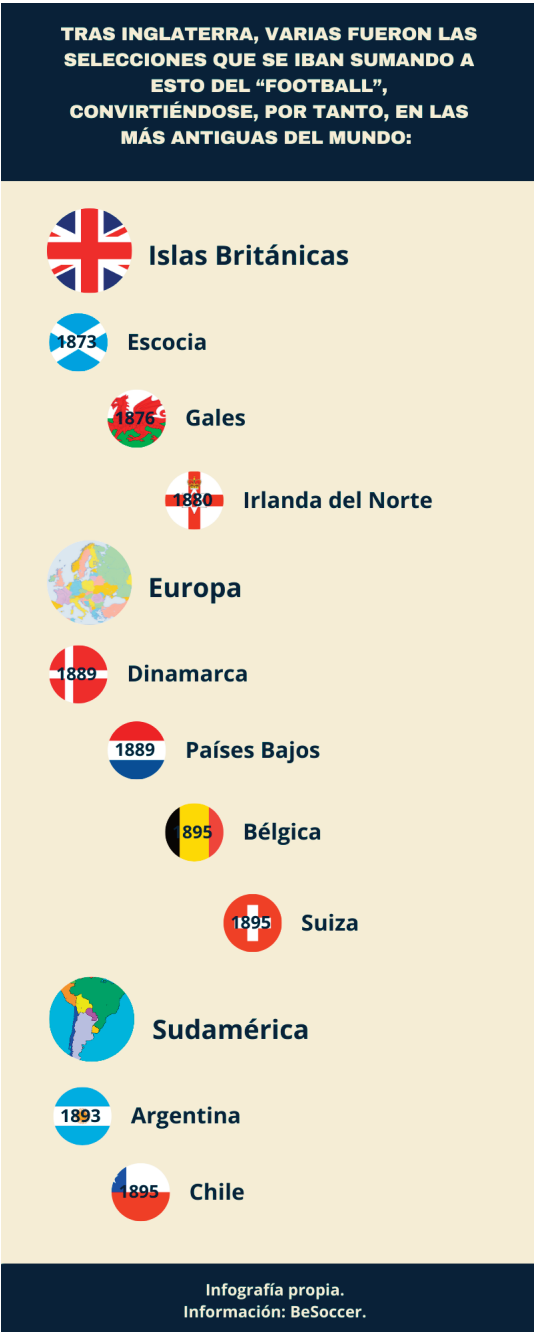 TRAS INGLATERRA, VARIAS FUERON LAS
SELECCIONES QUE SE IBAN SUMANDO A
ESTO DEL “FOOTBALL”,
CONVIRTIÉNDOSE, POR TANTO, EN LAS
MÁS ANTIGUAS DEL MUNDO:
Islas Británicas
1873 Escocia
1876 Gales
1880 Irlanda del Norte
Europa
1889 Dinamarca
1889 Países Bajos
1895 Bélgica
1895 Suiza
Sudamérica
1893 Argentina
1895 Chile
Infografía propia.
Información: BeSoccer.